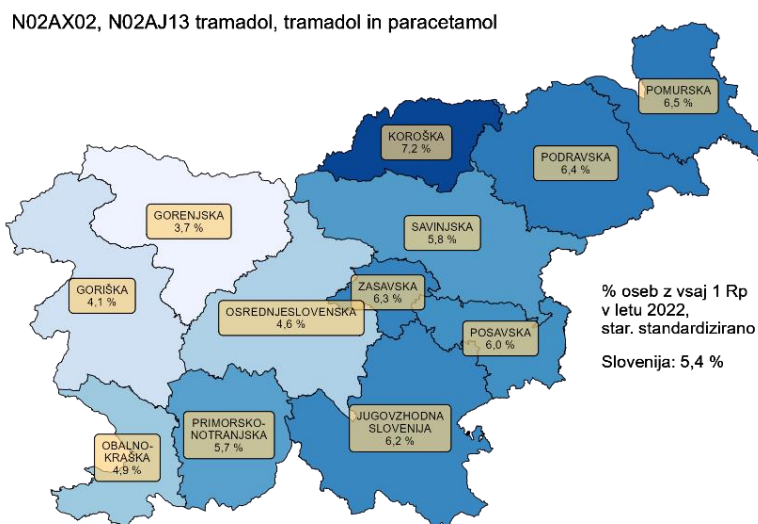 N02AX02, N02AJ13 tramadol, tramadol in paracetamol
POMURSKA
6,5 %
KOROŠKA
7,2 %
PODRAVSKA
6,4 %
GORENJSKA
3,7 %
SAVINJSKA
5,8 %
GORIŠKA
4,1 %
ZASAVSKA
6,3 %
OSREDNJESLOVENSKA
4,6 %
POSAVSKA
6,0 %
% oseb z vsaj 1 Rp
v letu 2022,
star. standardizirano
Slovenija: 5,4 %
PRIMORSKO-
NOTRANJSKA
5,7 %
JUGOVZHODNA
SLOVENIJA
6,2 %
OBALNO-
KRAŠKA
4,9 %